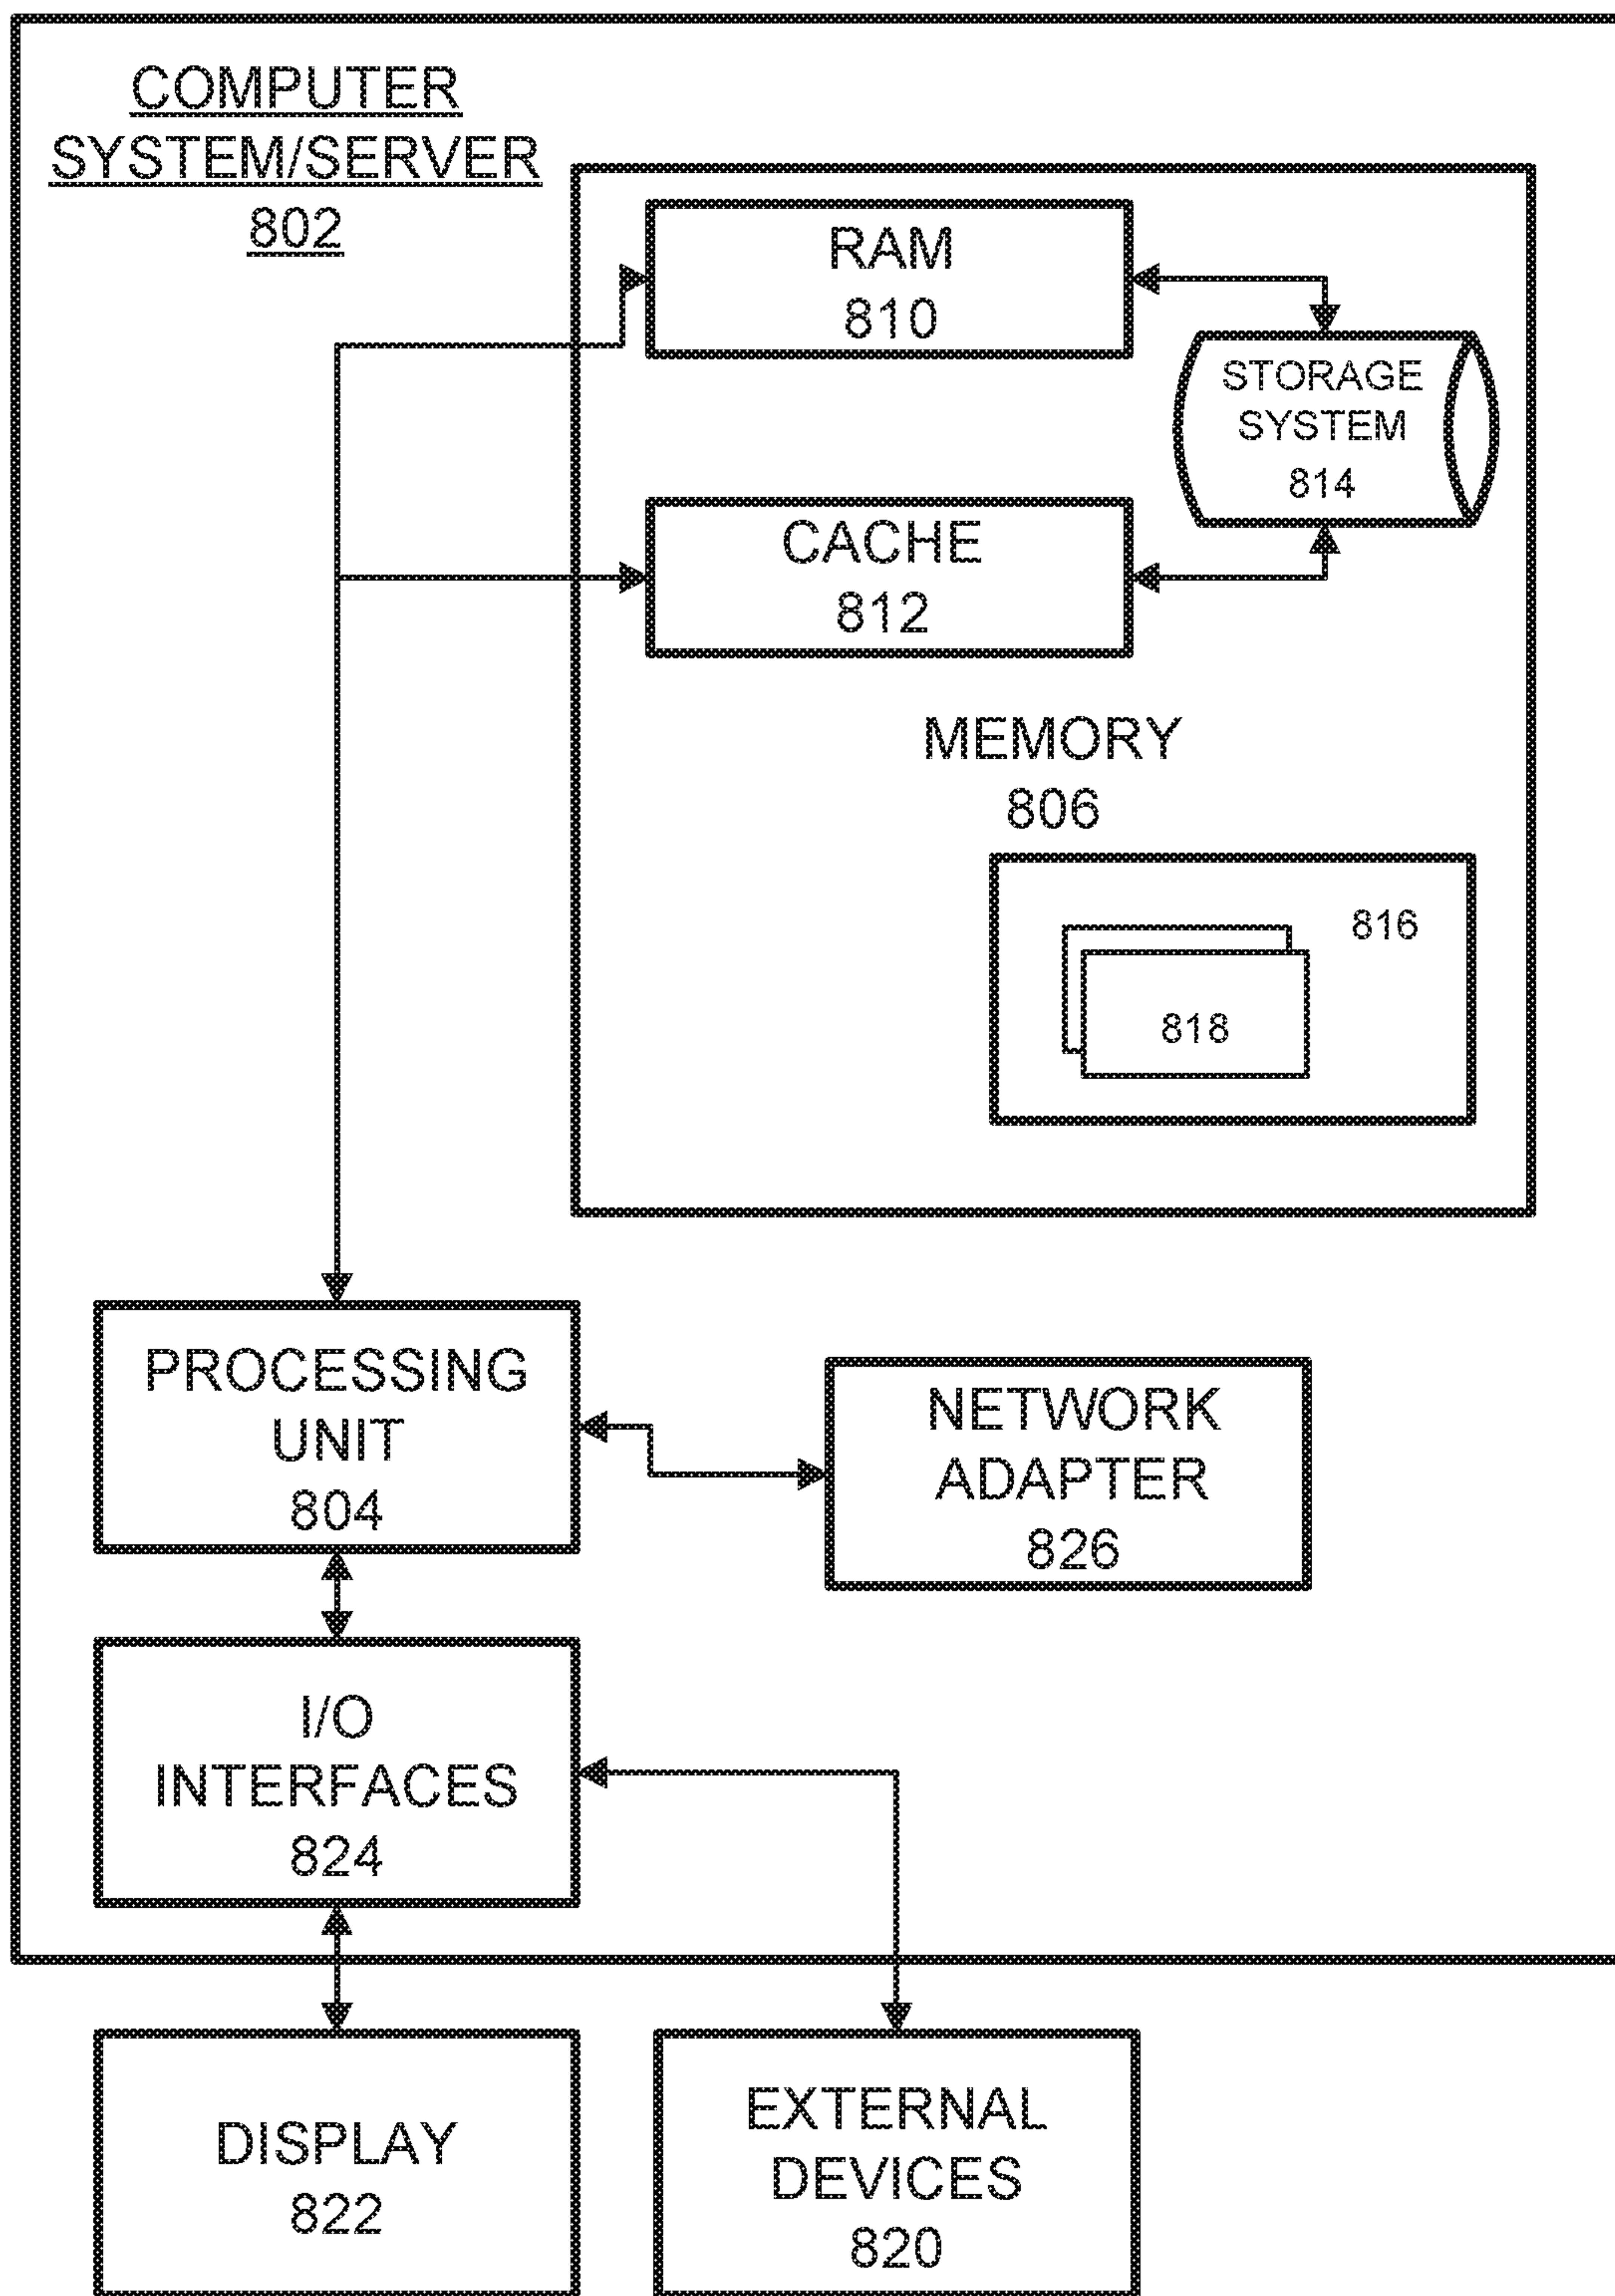 COMPUTER
SYSTEM/SERVER
802
RAM
810
STORAGE
SYSTEM
814
CACHE
812
MEMORY
806
816
818
PROCESSING
UNIT
804
NETWORK
ADAPTER
826
I/O
INTERFACES
824
DISPLAY
822
EXTERNAL
DEVICES
820